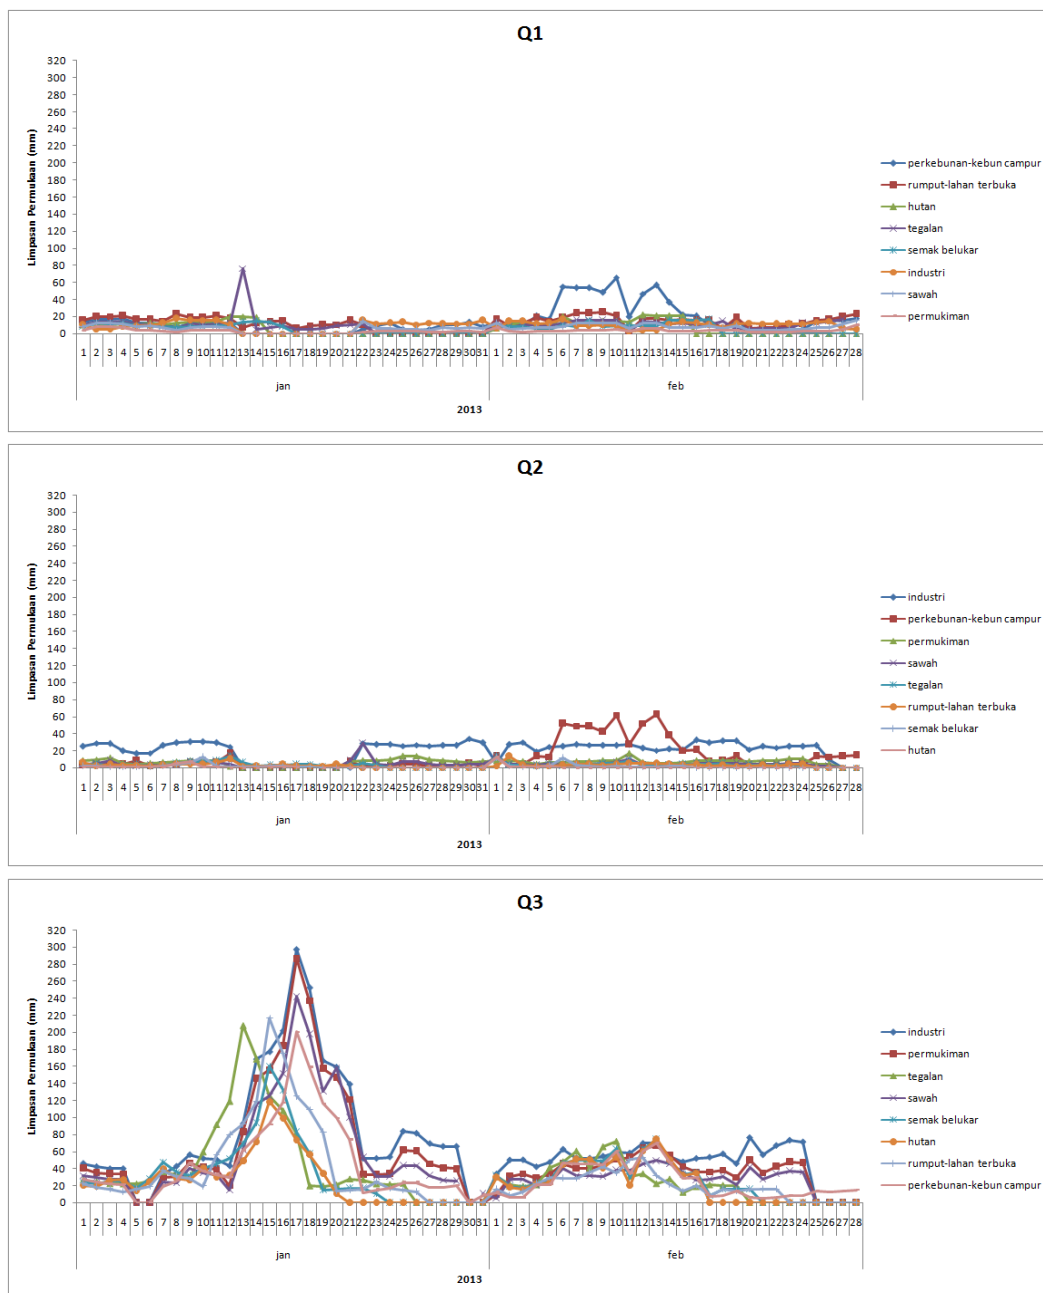 Q1
Limpasan Permukaan (mm)
320
300
280
260
240
220
200
180
160
140
120
100
80
60
40
20
0
1 2 3 4 5 6 7 8 9 10 11 12 13 14 15 16 17 18 19 20 21 22 23 24 25 26 27 28 29 30 31 1 2 3 4 5 6 7 8 9 10 11 12 13 14 15 16 17 18 19 20 21 22 23 24 25 26 27 28
jan feb
2013
perkebunan-kebun campur
rumput-lahan terbuka
hutan
tegalan
semak belukar
industri
sawah
permukiman
Q2
Limpasan Permukaan (mm)
320
300
280
260
240
220
200
180
160
140
120
100
80
60
40
20
0
1 2 3 4 5 6 7 8 9 10 11 12 13 14 15 16 17 18 19 20 21 22 23 24 25 26 27 28 29 30 31 1 2 3 4 5 6 7 8 9 10 11 12 13 14 15 16 17 18 19 20 21 22 23 24 25 26 27 28
jan feb
2013
industri
perkebunan-kebun campur
permukiman
sawah
tegalan
rumput-lahan terbuka
semak belukar
hutan
Q3
Limpasan Permukaan (mm)
320
300
280
260
240
220
200
180
160
140
120
100
80
60
40
20
0
1 2 3 4 5 6 7 8 9 10 11 12 13 14 15 16 17 18 19 20 21 22 23 24 25 26 27 28 29 30 31 1 2 3 4 5 6 7 8 9 10 11 12 13 14 15 16 17 18 19 20 21 22 23 24 25 26 27 28
jan feb
2013
industri
permukiman
tegalan
sawah
semak belukar
hutan
rumput-lahan terbuka
perkebunan-kebun campur